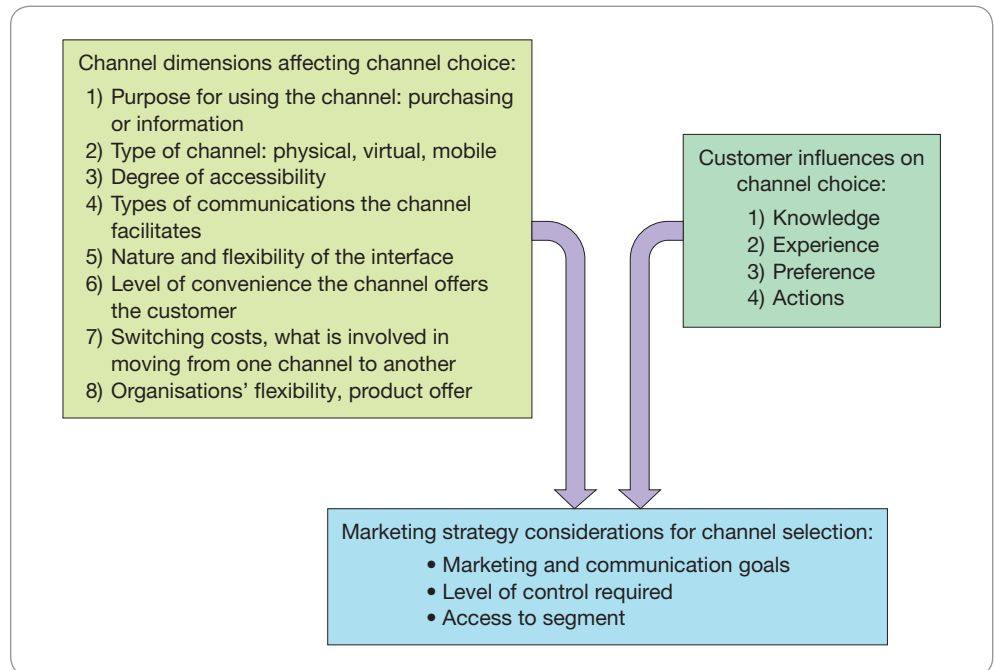 Channel dimensions affecting channel choice:
1) Purpose for using the channel: purchasing
or information
2) Type of channel: physical, virtual, mobile
3) Degree of accessibility
4) Types of communications the channel
facilitates
5) Nature and flexibility of the interface
6) Level of convenience the channel offers
the customer
7) Switching costs, what is involved in
moving from one channel to another
8) Organisations’ flexibility, product offer
Customer influences on
channel choice:
1) Knowledge
2) Experience
3) Preference
4) Actions
Marketing strategy considerations for channel selection:
• Marketing and communication goals
• Level of control required
• Access to segment